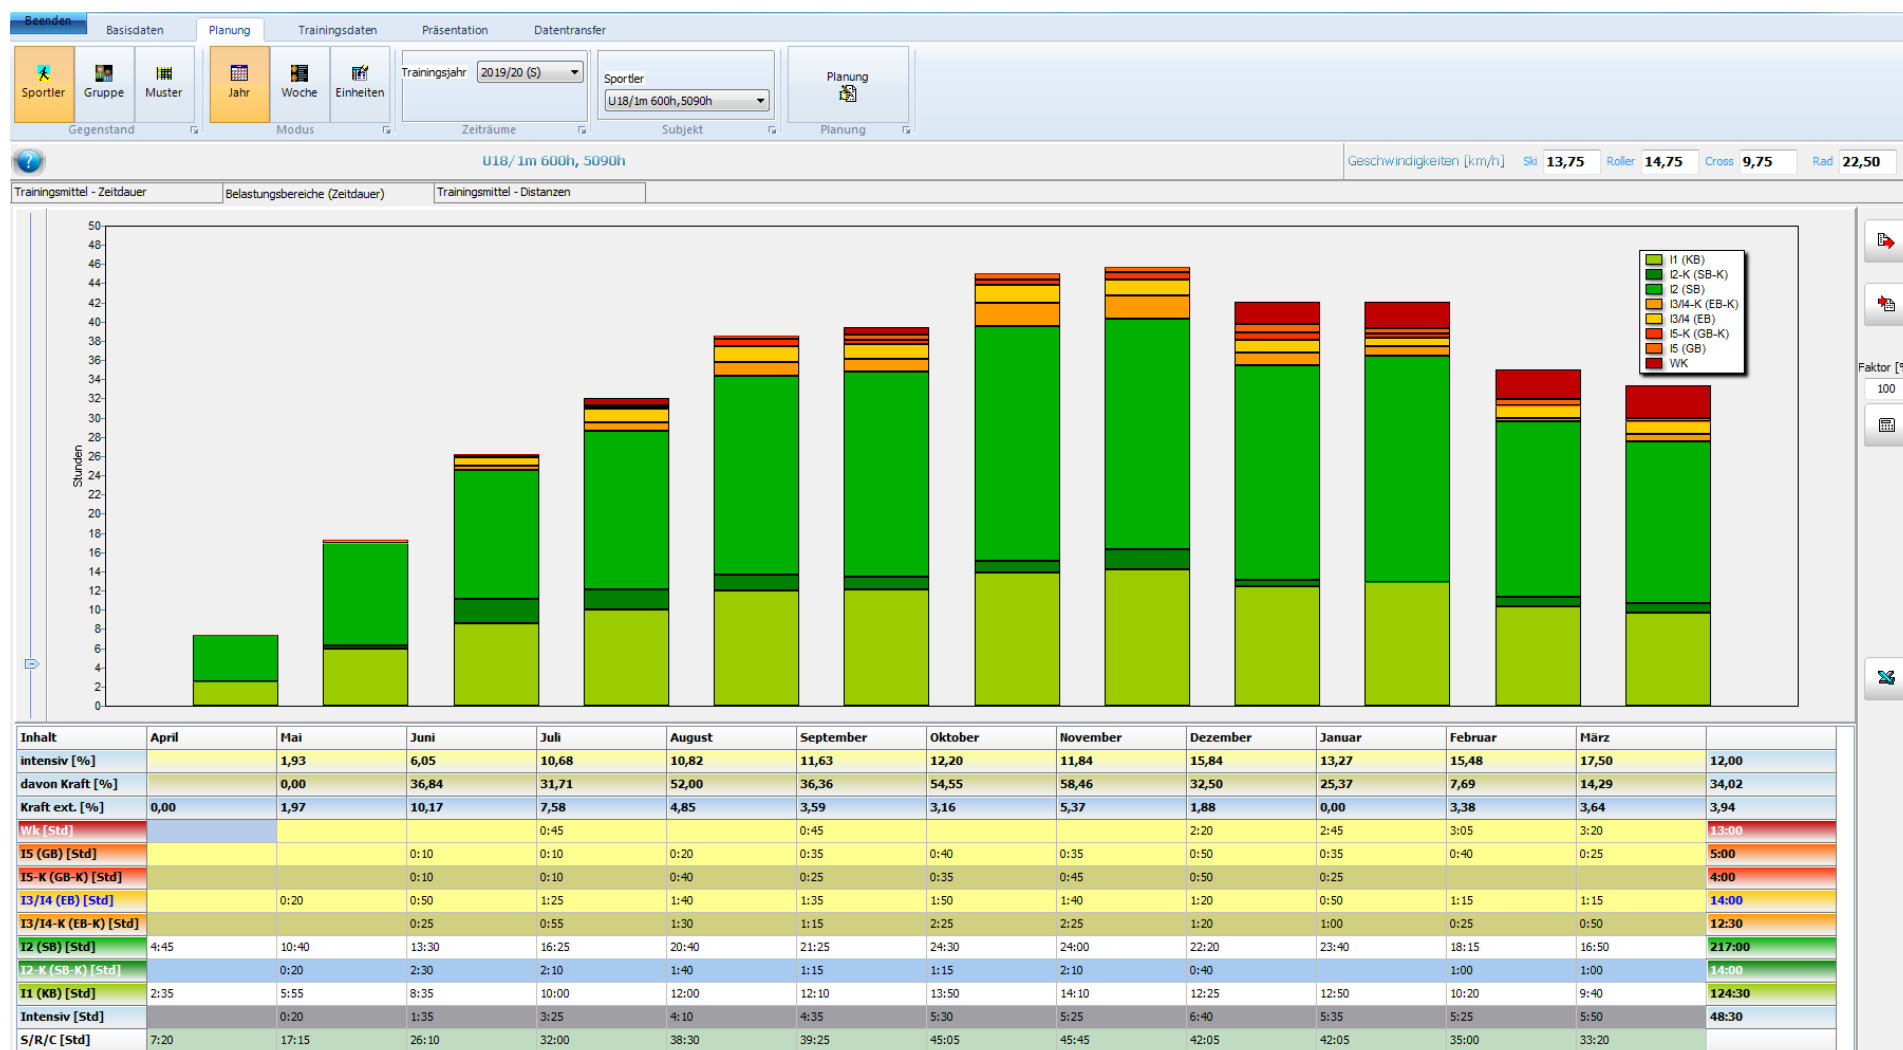 Beenden
Basisdaten Planung Trainingsdaten Präsentation Datentransfer
Sportler Gruppe Muster Jahr Woche Einheiten Trainingsjahr 2019/20 (S) Sportler U18/1m 600h,5090h Planung
Gegenstand Modus Zeiträume Subjekt Planung
? U18/1m 600h, 5090h Geschwindigkeiten [km/h] Ski 13,75 Roller 14,75 Cross 9,75 Rad 22,50
Trainingsmittel - Zeitdauer Belastungsbereiche (Zeitdauer) Trainingsmittel - Distanzen
50
48
46
44
42
40
38
36
34
32
30
28
26
24
22
20
18
16
14
12
10
8
6
4
2
0
Stunden
I1 (KB)
I2-K (SB-K)
I2 (SB)
I3/I4-K (EB-K)
I3/I4 (EB)
I5-K (GB-K)
I5 (GB)
WK
Faktor [%
100
Inhalt April Mai Juni Juli August September Oktober November Dezember Januar Februar März
intensiv [%] 1,93 6,05 10,68 10,82 11,63 12,20 11,84 15,84 13,27 15,48 17,50 12,00
davon Kraft [%] 0,00 36,84 31,71 52,00 36,36 54,55 58,46 32,50 25,37 7,69 14,29 34,02
Kraft ext. [%] 0,00 1,97 10,17 7,58 4,85 3,59 3,16 5,37 1,88 0,00 3,38 3,64 3,94
Wk [Std] 0:45 0:45 2:20 2:45 3:05 3:20 13:00
I5 (GB) [Std] 0:10 0:10 0:20 0:35 0:40 0:35 0:50 0:35 0:40 0:25 5:00
I5-K (GB-K) [Std] 0:10 0:10 0:40 0:25 0:35 0:45 0:50 0:25 4:00
I3/I4 (EB) [Std] 0:20 0:50 1:25 1:40 1:35 1:50 1:40 1:20 0:50 1:15 1:15 14:00
I3/I4-K (EB-K) [Std] 0:25 0:55 1:30 1:15 2:25 2:25 1:20 1:00 0:25 0:50 12:30
I2 (SB) [Std] 4:45 10:40 13:30 16:25 20:40 21:25 24:30 24:00 22:20 23:40 18:15 16:50 217:00
I2-K (SB-K) [Std] 0:20 2:30 2:10 1:40 1:15 1:15 2:10 0:40 1:00 1:00 14:00
I1 (KB) [Std] 2:35 5:55 8:35 10:00 12:00 12:10 13:50 14:10 12:25 12:50 10:20 9:40 124:30
Intensiv [Std] 0:20 1:35 3:25 4:10 4:35 5:30 5:25 6:40 5:35 5:25 5:50 48:30
S/R/C [Std] 7:20 17:15 26:10 32:00 38:30 39:25 45:05 45:45 42:05 42:05 35:00 33:20